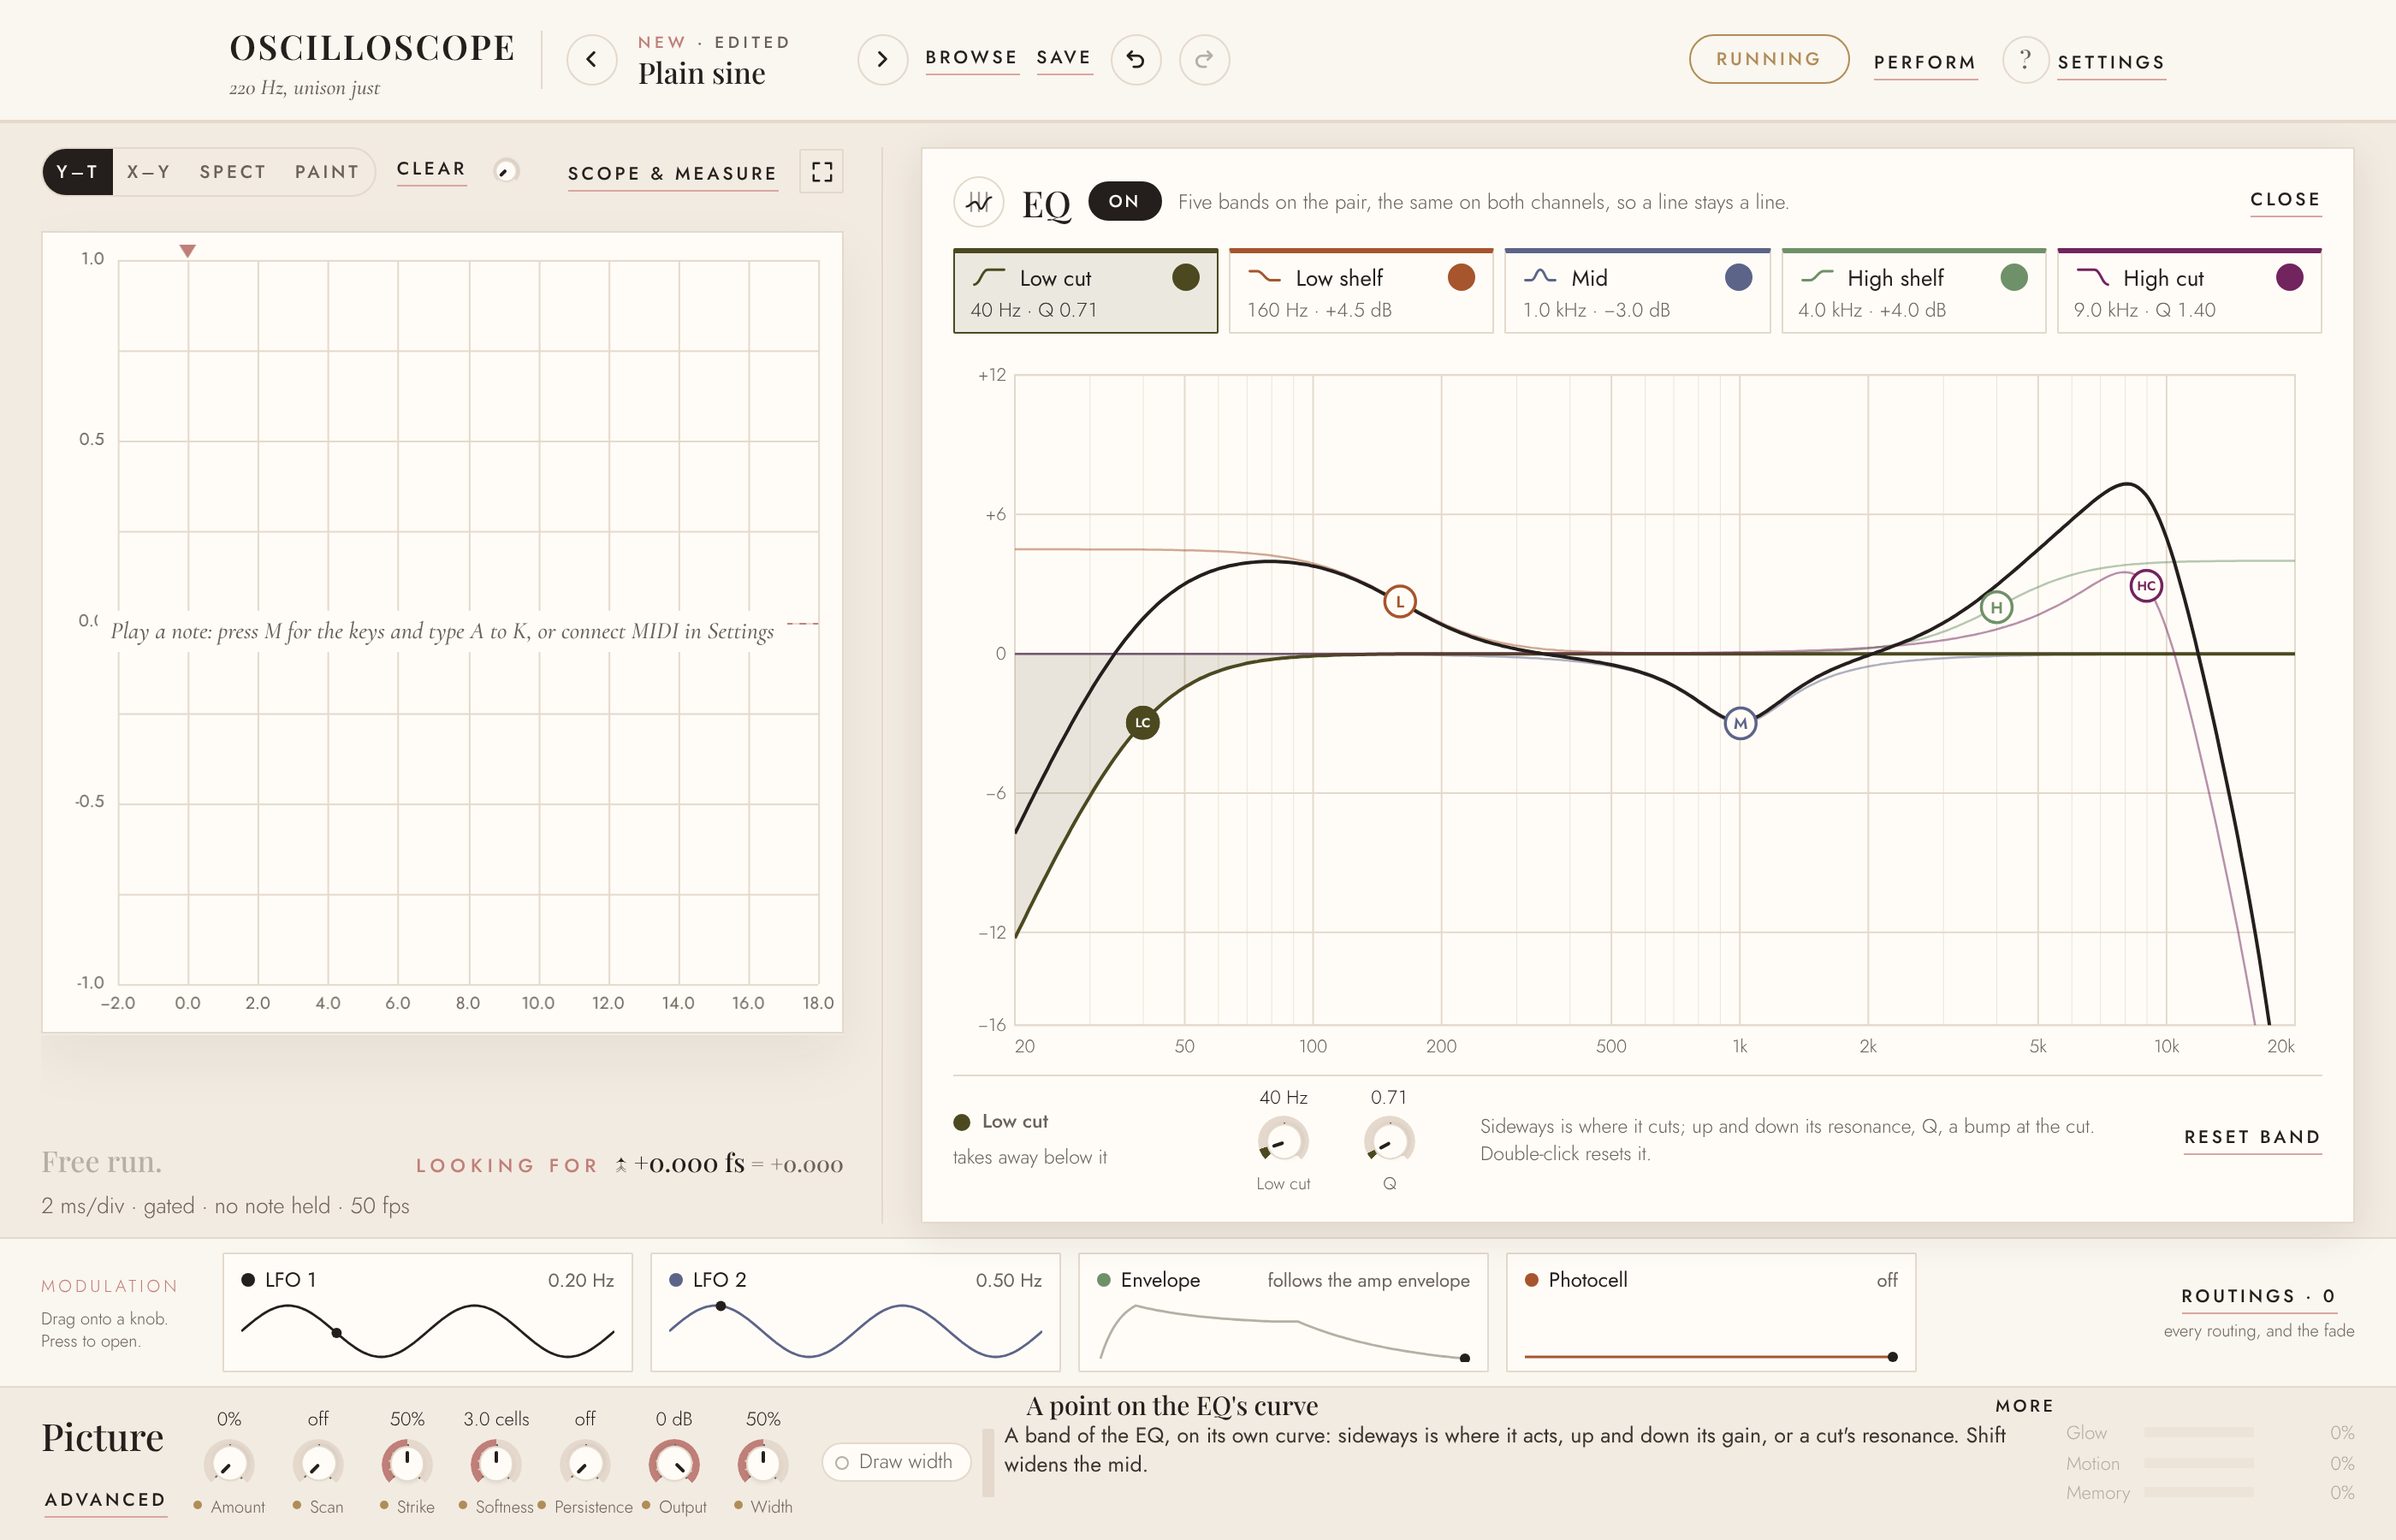 OSCILLOSCOPE
220 Hz, unison just
NEW · EDITED
Plain sine
BROWSE
SAVE
RUNNING
PERFORM
?
SETTINGS
Y–T
X–Y
SPECT
PAINT
CLEAR
SCOPE & MEASURE
1.0
0.5
Play a note: press M for the keys and type A to K, or connect MIDI in Settings
-0.5
-1.0
−2.0 0.0 2.0 4.0 6.0 8.0 10.0 12.0 14.0 16.0 18.0
Free run.
LOOKING FOR
+0.000 fs = +0.000
2 ms/div · gated · no note held · 50 fps
EQ
ON
Five bands on the pair, the same on both channels, so a line stays a line.
CLOSE
Low cut
40 Hz · Q 0.71
Low shelf
160 Hz · +4.5 dB
Mid
1.0 kHz · −3.0 dB
High shelf
4.0 kHz · +4.0 dB
High cut
9.0 kHz · Q 1.40
+12
+6
0
−6
−12
−16
LC
L
M
H
HC
20 50 100 200 500 1k 2k 5k 10k 20k
Low cut
takes away below it
40 Hz
Low cut
0.71
Q
Sideways is where it cuts; up and down its resonance, Q, a bump at the cut.
Double-click resets it.
RESET BAND
MODULATION
Drag onto a knob.
Press to open.
LFO 1
0.20 Hz
LFO 2
0.50 Hz
Envelope
follows the amp envelope
Photocell
off
ROUTINGS · 0
every routing, and the fade
Picture
ADVANCED
0%
Amount
off
Scan
50%
Strike
3.0 cells
Softness
off
Persistence
0 dB
Output
50%
Width
Draw width
A point on the EQ's curve
A band of the EQ, on its own curve: sideways is where it acts, up and down its gain, or a cut's resonance. Shift
widens the mid.
MORE
Glow 0%
Motion 0%
Memory 0%